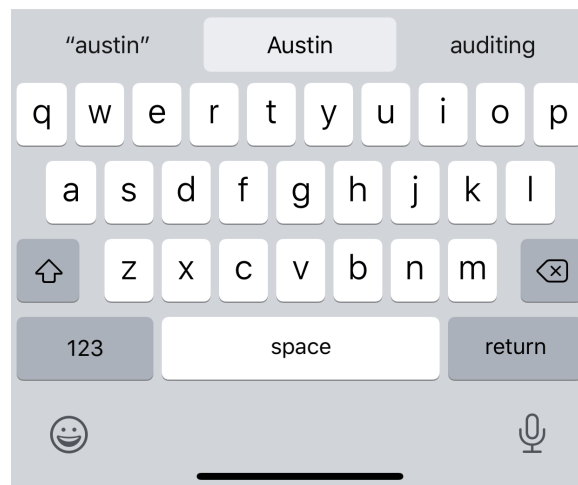 “austin” Austin auditing
q w e r t y u i o p
a s d f g h j k l
z x c v b n m
123 space return